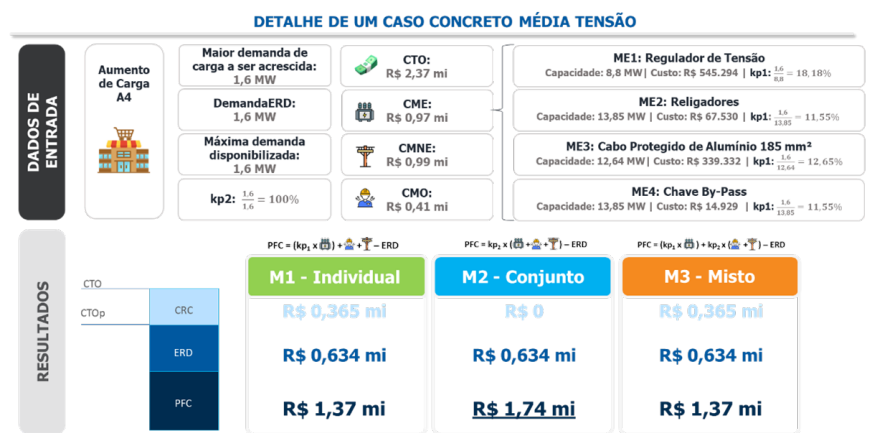 DETALHE DE UM CASO CONCRETO MÉDIA TENSÃO
DADOS DE
ENTRADA
Aumento
de Carga
A4
Maior demanda de
carga a ser acrescida:
1,6 MW
DemandaERD:
1,6 MW
Máxima demanda
disponibilizada:
1,6 MW
kp2: 1.6/1.6 = 100%
CTO:
R$ 2,37 mi
CME:
R$ 0,97 mi
CMNE:
R$ 0,99 mi
CMO:
R$ 0,41 mi
ME1: Regulador de Tensão
Capacidade: 8,8 MW| Custo: R$ 545.294 | kp1: 1,6/8,8 = 18,18%
ME2: Religadores
Capacidade: 13,85 MW| Custo: R$ 67.530 | kp1: 1,6/13,85 = 11,55%
ME3: Cabo Protegido de Alumínio 185 mm²
Capacidade: 12,64 MW| Custo: R$ 339.332 | kp1: 1,6/12,64 = 12,65%
ME4: Chave By-Pass
Capacidade: 13,85 MW | Custo: R$ 14.929 | kp1: 1,6/13,85 = 11,55%
RESULTADOS
CTO
CTOp
CRC
ERD
PFC
PFC = (kp₁ x ) + + – ERD
M1 - Individual
R$ 0,365 mi
R$ 0,634 mi
R$ 1,37 mi
PFC = kp₂ x ( + + ) – ERD
M2 - Conjunto
R$ 0
R$ 0,634 mi
R$ 1,74 mi
PFC = (kp₁ x ) + kp₂ x ( + ) – ERD
M3 - Misto
R$ 0,365 mi
R$ 0,634 mi
R$ 1,37 mi